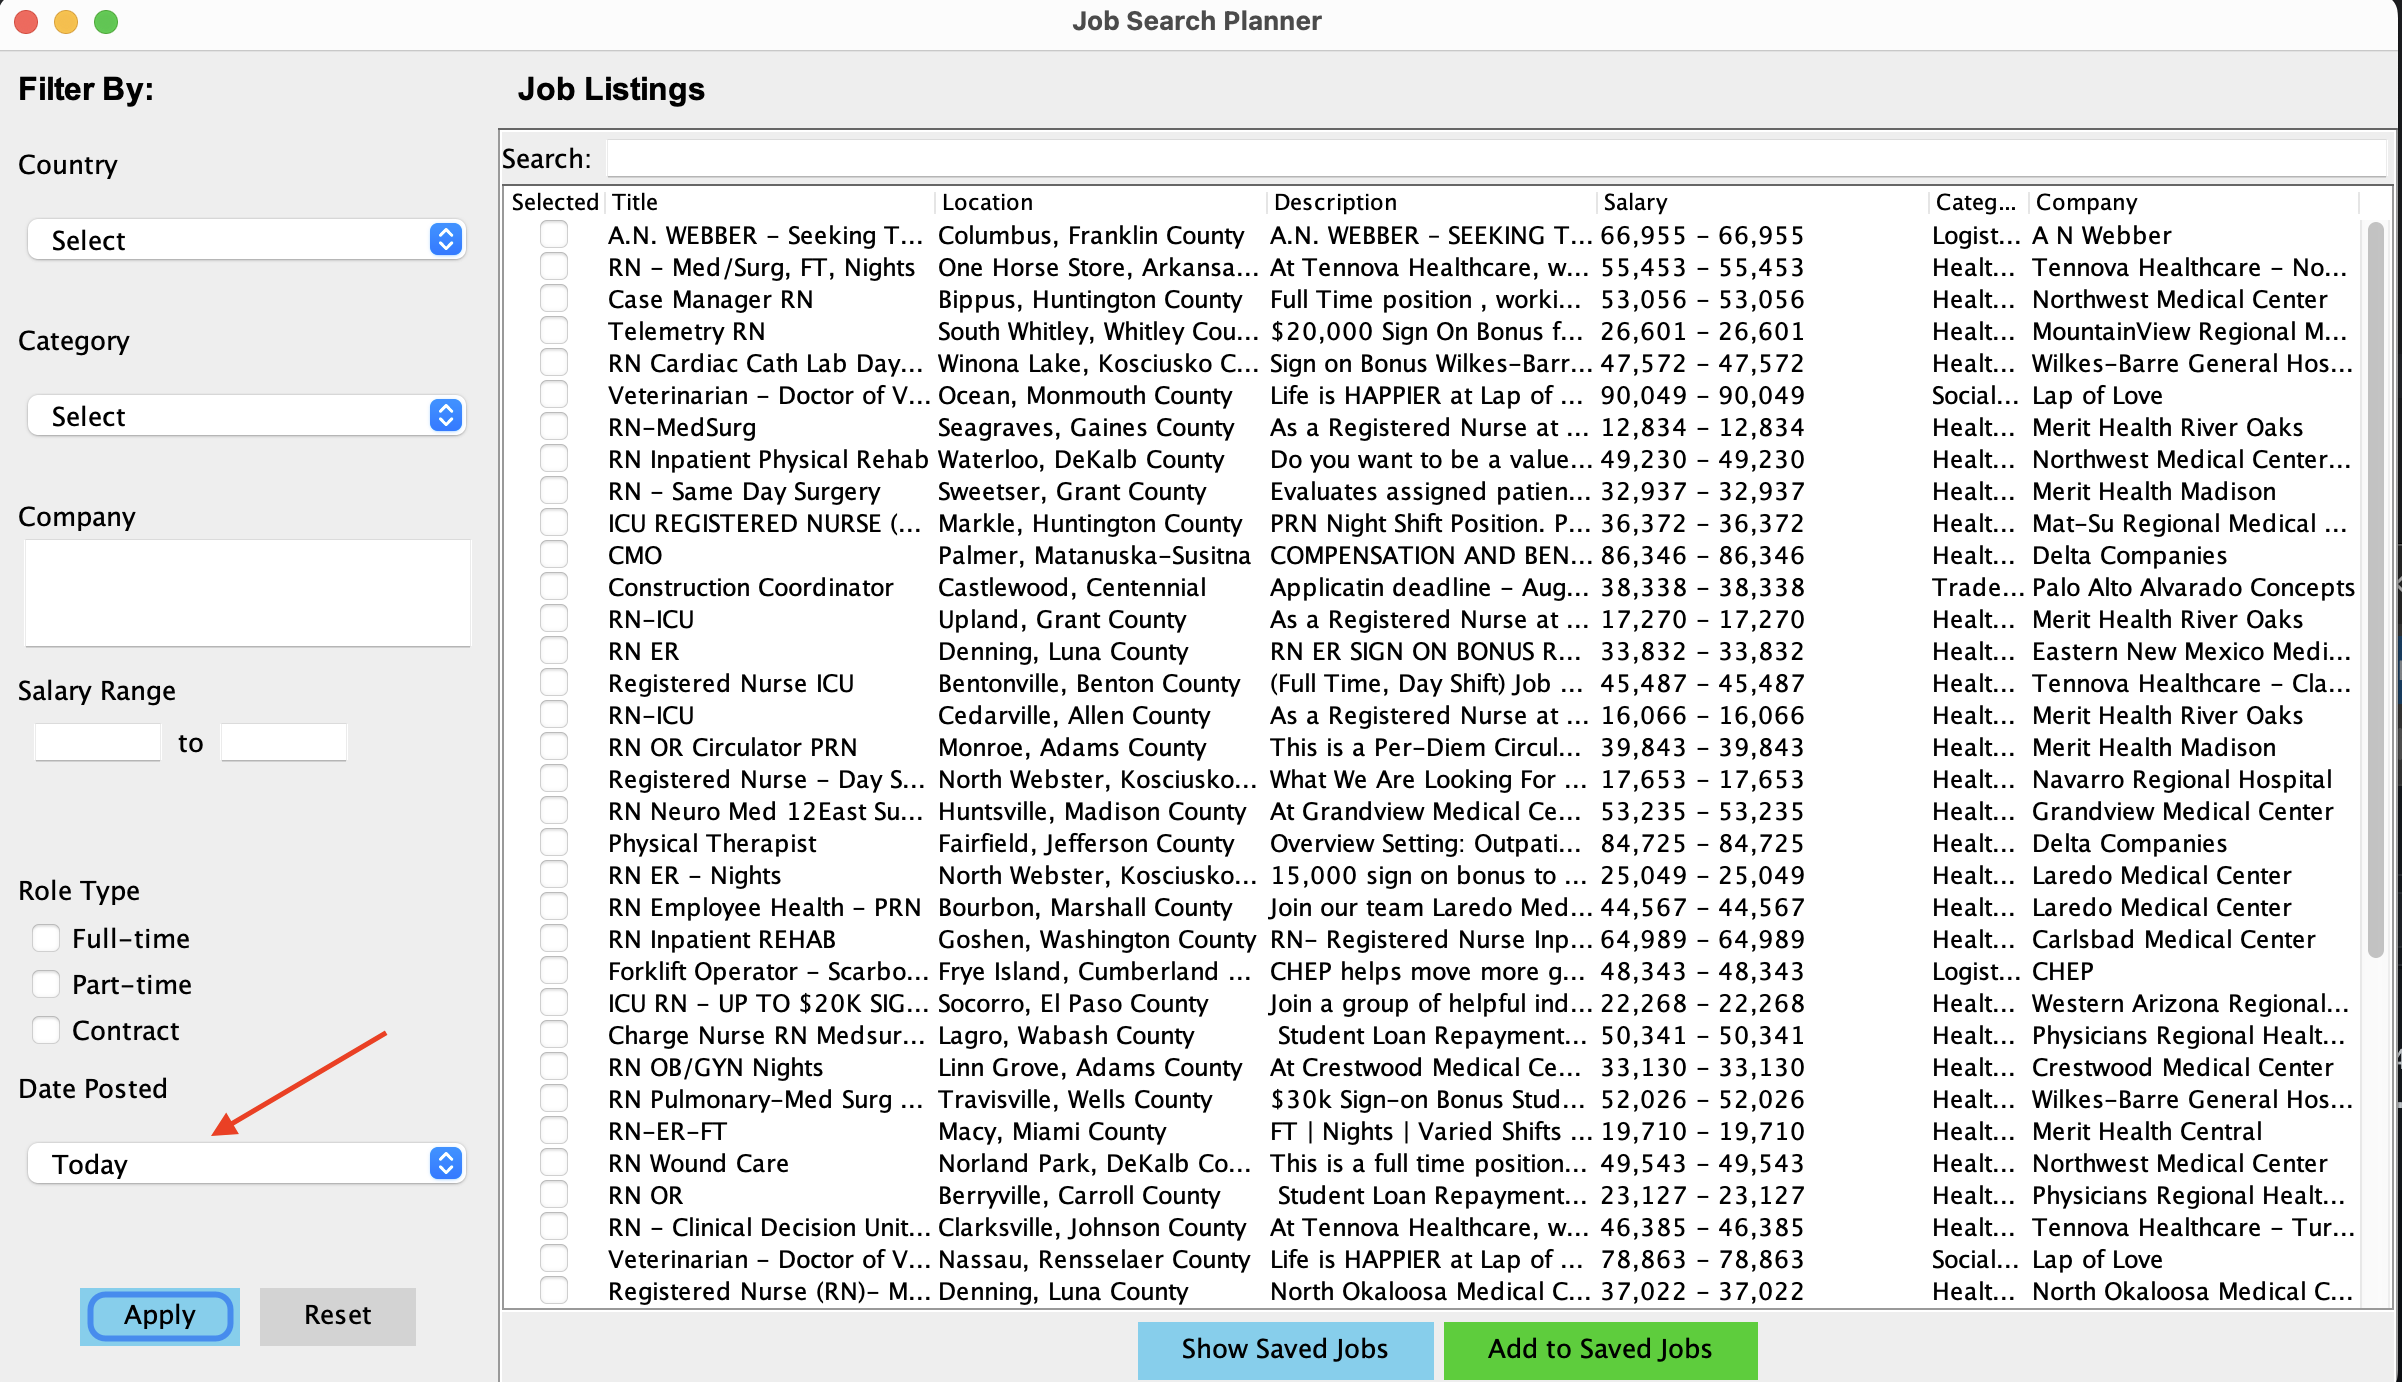 Job Search Planner
Filter By:
Country
Select
Category
Select
Company
Salary Range
to
Role Type
Full-time
Part-time
Contract
Date Posted
Today
Apply Reset
Job Listings
Search:
Selected Title Location Description Salary Categ... Company
A.N. WEBBER – Seeking T... Columbus, Franklin County A.N. WEBBER – SEEKING T... 66,955 – 66,955 Logist... A N Webber
RN – Med/Surg, FT, Nights One Horse Store, Arkansa... At Tennova Healthcare, w... 55,453 – 55,453 Healt... Tennova Healthcare – No...
Case Manager RN Bippus, Huntington County Full Time position , worki... 53,056 – 53,056 Healt... Northwest Medical Center
Telemetry RN South Whitley, Whitley Cou... $20,000 Sign On Bonus f... 26,601 – 26,601 Healt... MountainView Regional M...
RN Cardiac Cath Lab Day... Winona Lake, Kosciusko C... Sign on Bonus Wilkes-Barr... 47,572 – 47,572 Healt... Wilkes-Barre General Hos...
Veterinarian – Doctor of V... Ocean, Monmouth County Life is HAPPIER at Lap of ... 90,049 – 90,049 Social... Lap of Love
RN-MedSurg Seagraves, Gaines County As a Registered Nurse at ... 12,834 – 12,834 Healt... Merit Health River Oaks
RN Inpatient Physical Rehab Waterloo, DeKalb County Do you want to be a value... 49,230 – 49,230 Healt... Northwest Medical Center...
RN – Same Day Surgery Sweetser, Grant County Evaluates assigned patien... 32,937 – 32,937 Healt... Merit Health Madison
ICU REGISTERED NURSE (... Markle, Huntington County PRN Night Shift Position. P... 36,372 – 36,372 Healt... Mat-Su Regional Medical ...
CMO Palmer, Matanuska-Susitna COMPENSATION AND BEN... 86,346 – 86,346 Healt... Delta Companies
Construction Coordinator Castlewood, Centennial Applicatin deadline – Aug... 38,338 – 38,338 Trade... Palo Alto Alvarado Concepts
RN-ICU Upland, Grant County As a Registered Nurse at ... 17,270 – 17,270 Healt... Merit Health River Oaks
RN ER Denning, Luna County RN ER SIGN ON BONUS R... 33,832 – 33,832 Healt... Eastern New Mexico Medi...
Registered Nurse ICU Bentonville, Benton County (Full Time, Day Shift) Job ... 45,487 – 45,487 Healt... Tennova Healthcare – Cla...
RN-ICU Cedarville, Allen County As a Registered Nurse at ... 16,066 – 16,066 Healt... Merit Health River Oaks
RN OR Circulator PRN Monroe, Adams County This is a Per-Diem Circul... 39,843 – 39,843 Healt... Merit Health Madison
Registered Nurse – Day S... North Webster, Kosciusko... What We Are Looking For ... 17,653 – 17,653 Healt... Navarro Regional Hospital
RN Neuro Med 12East Su... Huntsville, Madison County At Grandview Medical Ce... 53,235 – 53,235 Healt... Grandview Medical Center
Physical Therapist Fairfield, Jefferson County Overview Setting: Outpati... 84,725 – 84,725 Healt... Delta Companies
RN ER – Nights North Webster, Kosciusko... 15,000 sign on bonus to ... 25,049 – 25,049 Healt... Laredo Medical Center
RN Employee Health – PRN Bourbon, Marshall County Join our team Laredo Med... 44,567 – 44,567 Healt... Laredo Medical Center
RN Inpatient REHAB Goshen, Washington County RN- Registered Nurse Inp... 64,989 – 64,989 Healt... Carlsbad Medical Center
Forklift Operator – Scarbo... Frye Island, Cumberland ... CHEP helps move more g... 48,343 – 48,343 Logist... CHEP
ICU RN – UP TO $20K SIG... Socorro, El Paso County Join a group of helpful ind... 22,268 – 22,268 Healt... Western Arizona Regional...
Charge Nurse RN Medsur... Lagro, Wabash County Student Loan Repayment... 50,341 – 50,341 Healt... Physicians Regional Healt...
RN OB/GYN Nights Linn Grove, Adams County At Crestwood Medical Ce... 33,130 – 33,130 Healt... Crestwood Medical Center
RN Pulmonary-Med Surg ... Travisville, Wells County $30k Sign-on Bonus Stud... 52,026 – 52,026 Healt... Wilkes-Barre General Hos...
RN-ER-FT Macy, Miami County FT | Nights | Varied Shifts ... 19,710 – 19,710 Healt... Merit Health Central
RN Wound Care Norland Park, DeKalb Co... This is a full time position... 49,543 – 49,543 Healt... Northwest Medical Center
RN OR Berryville, Carroll County Student Loan Repayment... 23,127 – 23,127 Healt... Physicians Regional Healt...
RN – Clinical Decision Unit... Clarksville, Johnson County At Tennova Healthcare, w... 46,385 – 46,385 Healt... Tennova Healthcare – Tur...
Veterinarian – Doctor of V... Nassau, Rensselaer County Life is HAPPIER at Lap of ... 78,863 – 78,863 Social... Lap of Love
Registered Nurse (RN)- M... Denning, Luna County North Okaloosa Medical C... 37,022 – 37,022 Healt... North Okaloosa Medical C...
Show Saved Jobs Add to Saved Jobs